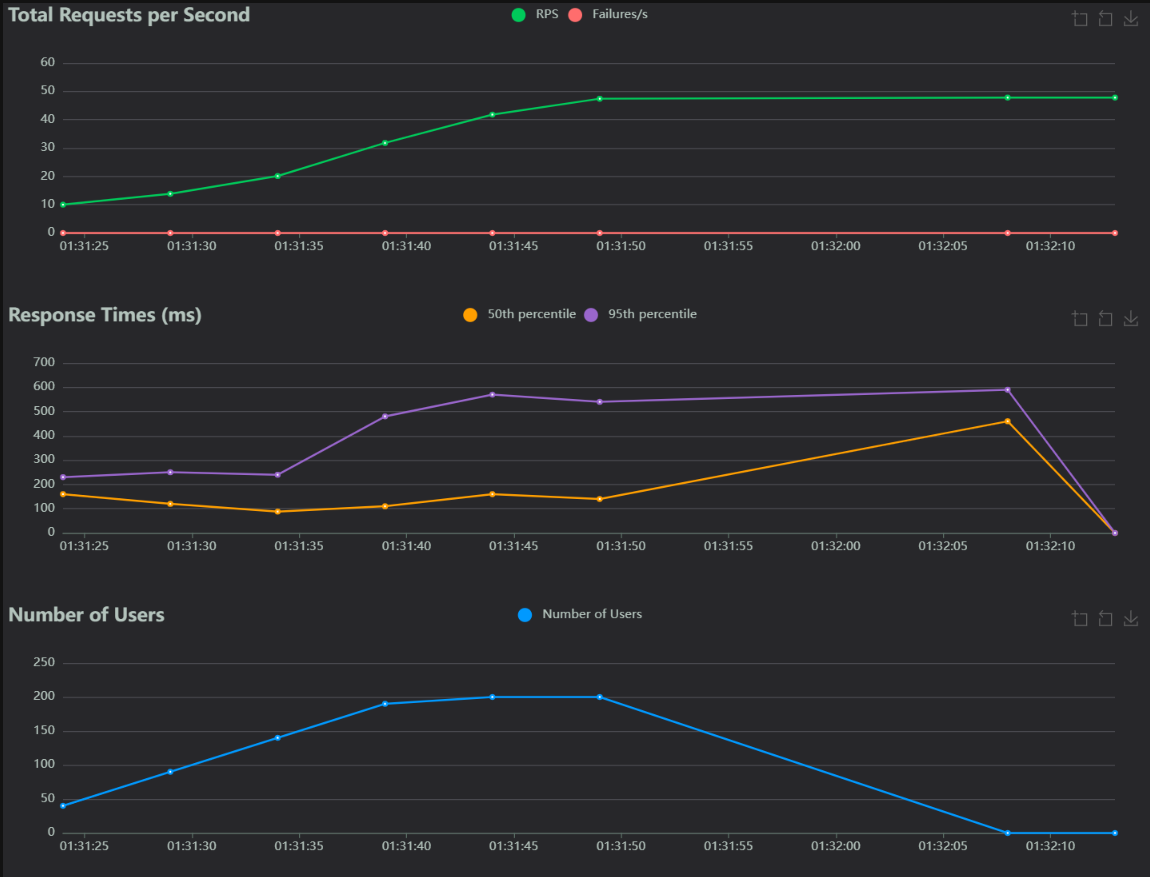 Total Requests per Second
RPS Failures/s
60
50
40
30
20
10
0
01:31:25 01:31:30 01:31:35 01:31:40 01:31:45 01:31:50 01:31:55 01:32:00 01:32:05 01:32:10
Response Times (ms)
50th percentile 95th percentile
700
600
500
400
300
200
100
0
01:31:25 01:31:30 01:31:35 01:31:40 01:31:45 01:31:50 01:31:55 01:32:00 01:32:05 01:32:10
Number of Users
Number of Users
250
200
150
100
50
0
01:31:25 01:31:30 01:31:35 01:31:40 01:31:45 01:31:50 01:31:55 01:32:00 01:32:05 01:32:10